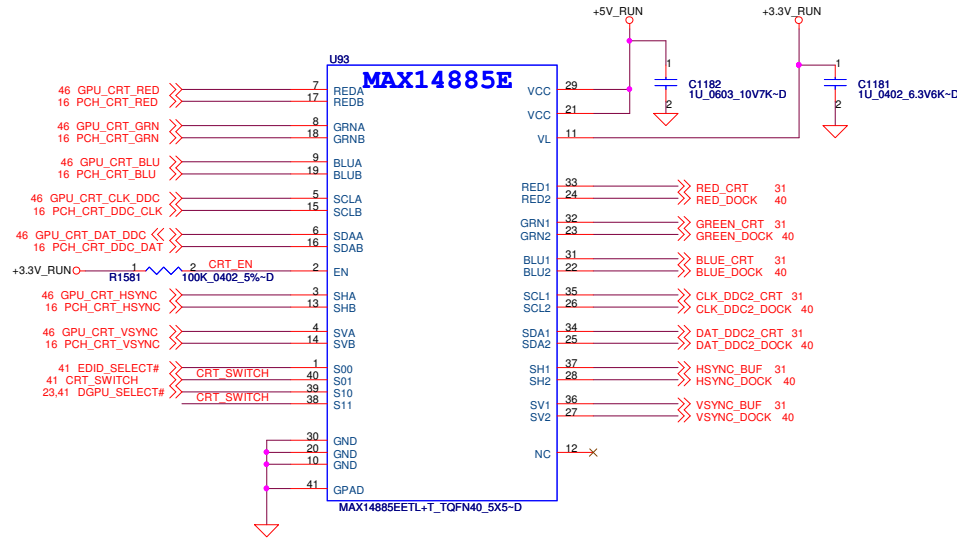 +5V_RUN
+3.3V_RUN
U93
MAX14885E
1
C1182
1U_0603_10V7K~D
2
1
C1181
1U_0402_6.3V6K~D
2
46 GPU_CRT_RED 7 REDA
16 PCH_CRT_RED 17 REDB
46 GPU_CRT_GRN 8 GRNA
16 PCH_CRT_GRN 18 GRNB
46 GPU_CRT_BLU 9 BLUA
16 PCH_CRT_BLU 19 BLUB
46 GPU_CRT_CLK_DDC 5 SCLA
16 PCH_CRT_DDC_CLK 15 SCLB
46 GPU_CRT_DAT_DDC 6 SDAA
16 PCH_CRT_DDC_DAT 16 SDAB
+3.3V_RUN 1 2 CRT_EN 2 EN
R1581 100K_0402_5%~D
46 GPU_CRT_HSYNC 3 SHA
16 PCH_CRT_HSYNC 13 SHB
46 GPU_CRT_VSYNC 4 SVA
16 PCH_CRT_VSYNC 14 SVB
41 EDID_SELECT# 1 S00
41 CRT_SWITCH CRT_SWITCH 40 S01
23,41 DGPU_SELECT# 39 S10
CRT_SWITCH 38 S11
30 GND
20 GND
10 GND
41 GPAD
VCC 29
VCC 21
VL 11
RED1 33 RED_CRT 31
RED2 24 RED_DOCK 40
GRN1 32 GREEN_CRT 31
GRN2 23 GREEN_DOCK 40
BLU1 31 BLUE_CRT 31
BLU2 22 BLUE_DOCK 40
SCL1 35 CLK_DDC2_CRT 31
SCL2 26 CLK_DDC2_DOCK 40
SDA1 34 DAT_DDC2_CRT 31
SDA2 25 DAT_DDC2_DOCK 40
SH1 37 HSYNC_BUF 31
SH2 28 HSYNC_DOCK 40
SV1 36 VSYNC_BUF 31
SV2 27 VSYNC_DOCK 40
NC 12
MAX14885EETL+T_TQFN40_5X5~D